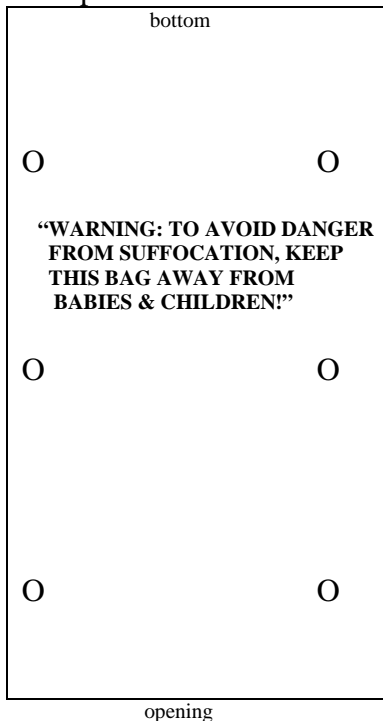 bottom
O O
“WARNING: TO AVOID DANGER
FROM SUFFOCATION, KEEP
THIS BAG AWAY FROM
BABIES & CHILDREN!”
O O
O O
opening